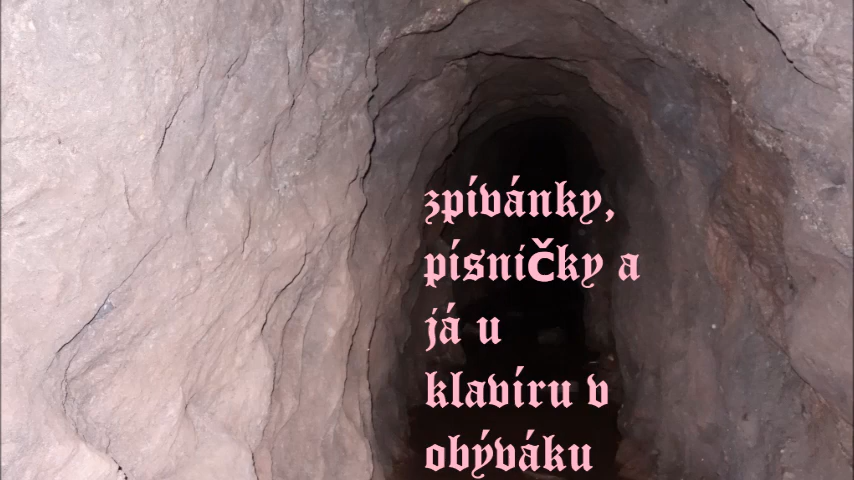 zpívánky,
písničky a
já u
klavíru v
obýváku